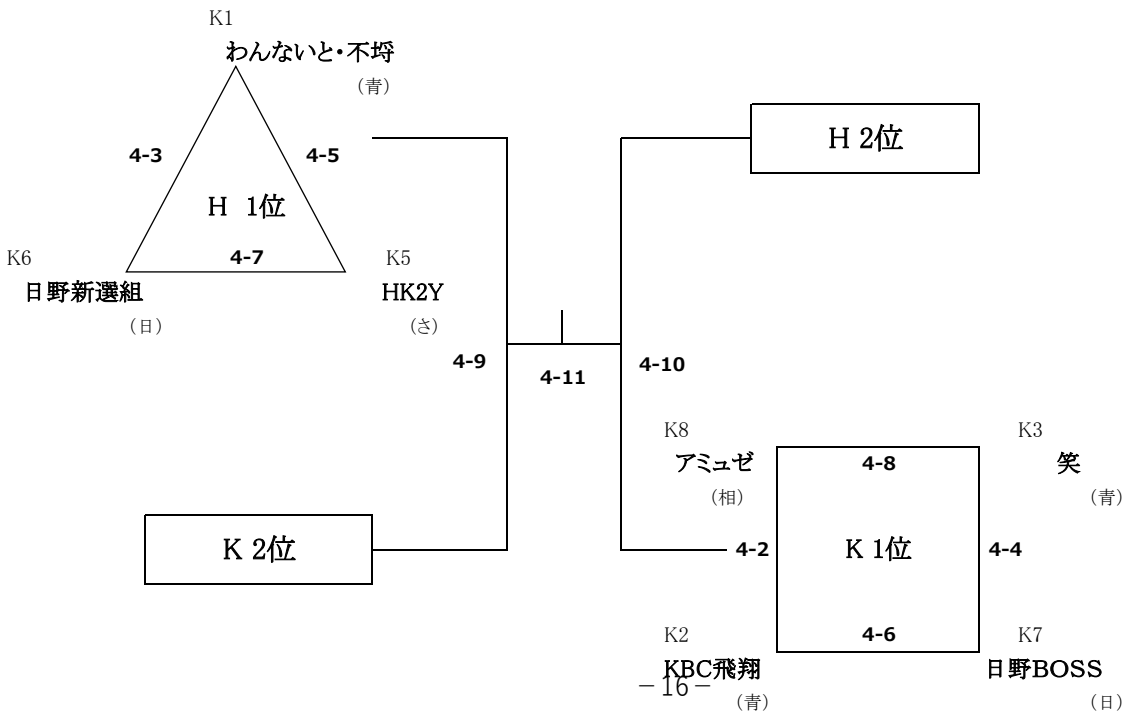 K1
わんないと・不埒
（青）
H 2位
4-3
4-5
H 1位
K6
4-7
K5
日野新選組
HK2Y
（日）
（さ）
4-9
4-11
4-10
K8
K3
アミュゼ
4-8
笑
（相）
（青）
K 2位
4-2
K 1位
4-4
K2
4-6
K7
KBC飛翔
日野BOSS
－16－
（青）
（日）